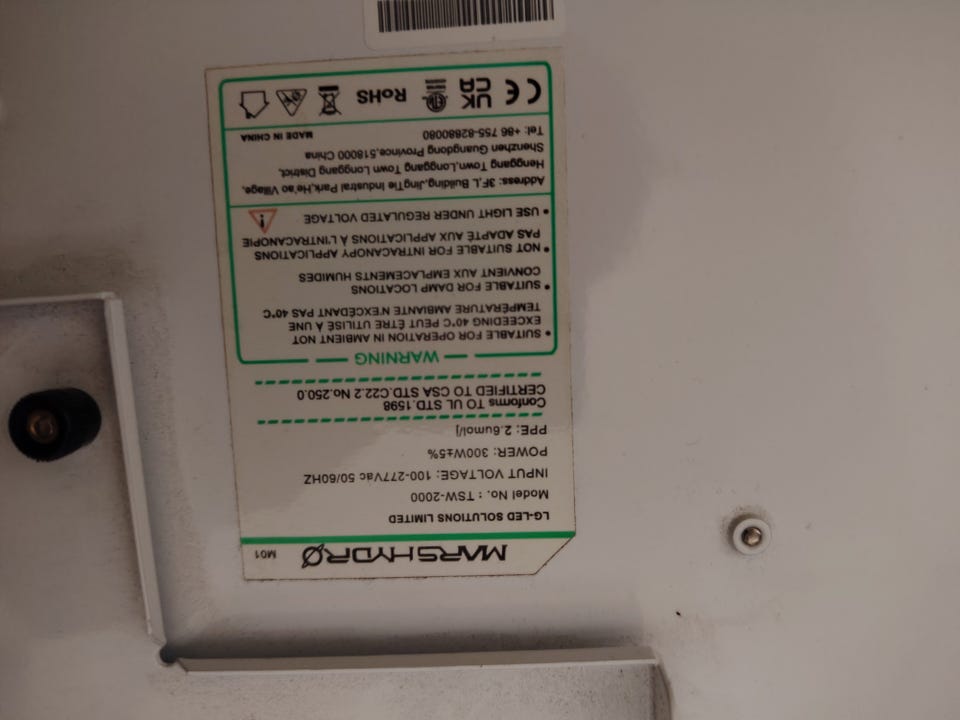 MARSHYDRO M01
LG-LED SOLUTIONS LIMITED
Model No. : TSW-2000
INPUT VOLTAGE: 100-277Vac 50/60HZ
POWER: 300W±5%
PPE: 2.6umol/j
Conforms TO UL STD.1598
CERTIFIED TO CSA STD.C22.2 No.250.0
WARNING
• SUITABLE FOR OPERATION IN AMBIENT NOT
EXCEEDING 40°C PEUT ÊTRE UTILISÉ À UNE
TEMPÉRATURE AMBIANTE N'EXCÉDANT PAS 40°C
• SUITABLE FOR DAMP LOCATIONS
CONVIENT AUX EMPLACEMENTS HUMIDES
• NOT SUITABLE FOR INTRACANOPY APPLICATIONS
PAS ADAPTÉ AUX APPLICATIONS À L'INTRACANOPIE
• USE LIGHT UNDER REGULATED VOLTAGE
Address: 3F,L Building,JingTie Industral Park,He'ao Village,
Henggang Town,Longgang Town Longgang District,
Shenzhen Guangdong Province,518000 China
Tel: +86 755-82880080 MADE IN CHINA
CE UK CA RoHS